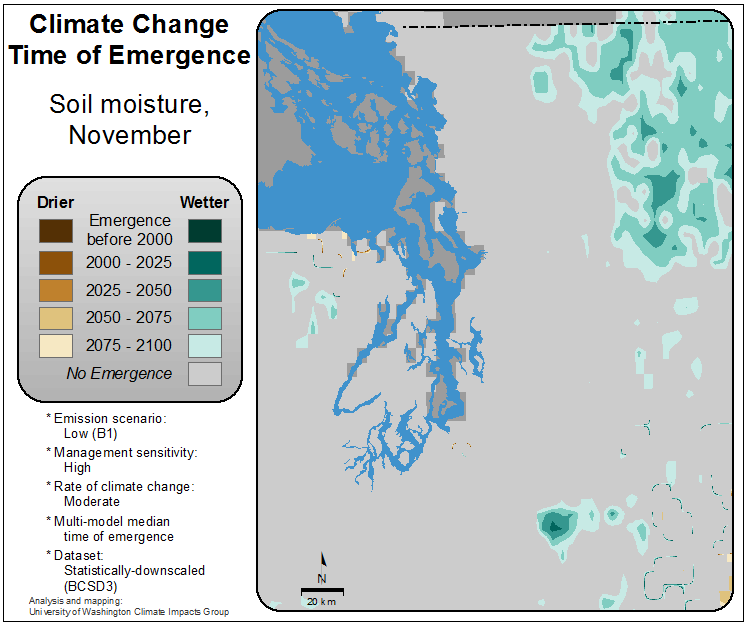 Climate Change
Time of Emergence
Soil moisture,
November
Drier
Wetter
Emergence
before 2000
2000 - 2025
2025 - 2050
2050 - 2075
2075 - 2100
No Emergence
* Emission scenario:
Low (B1)
* Management sensitivity:
High
* Rate of climate change:
Moderate
* Multi-model median
time of emergence
* Dataset:
Statistically-downscaled
(BCSD3)
Analysis and mapping:
University of Washington Climate Impacts Group
N
20 km